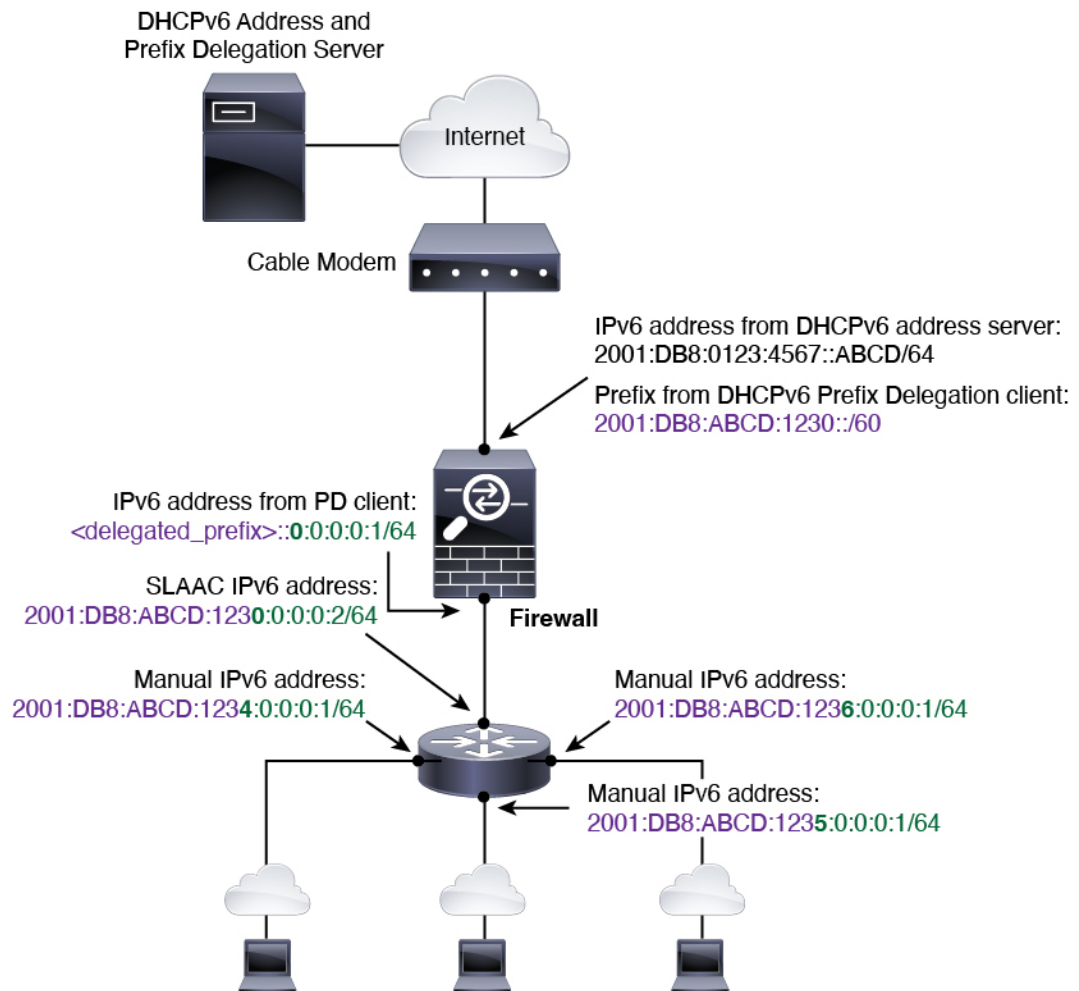 DHCPv6 Address and
Prefix Delegation Server
Internet
Cable Modem
IPv6 address from DHCPv6 address server:
2001:DB8:0123:4567::ABCD/64
Prefix from DHCPv6 Prefix Delegation client:
2001:DB8:ABCD:1230::/60
IPv6 address from PD client:
<delegated_prefix>::0:0:0:0:1/64
SLAAC IPv6 address:
2001:DB8:ABCD:1230:0:0:0:2/64
Firewall
Manual IPv6 address:
2001:DB8:ABCD:1234:0:0:0:1/64
Manual IPv6 address:
2001:DB8:ABCD:1236:0:0:0:1/64
Manual IPv6 address:
2001:DB8:ABCD:1235:0:0:0:1/64